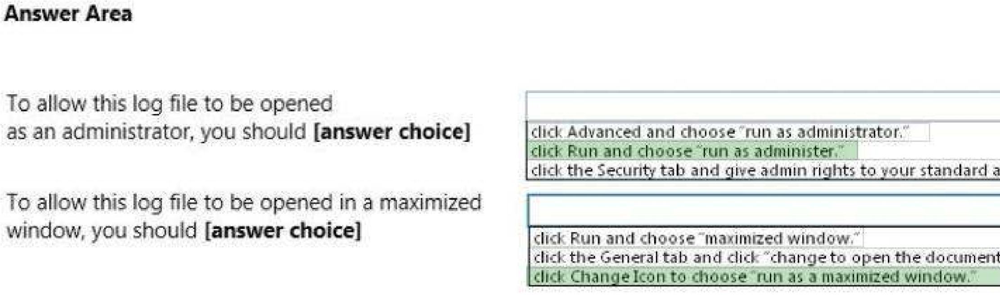 Answer Area
To allow this log file to be opened
as an administrator, you should [answer choice]
click Advanced and choose "run as administrator."
click Run and choose "run as administer."
click the Security tab and give admin rights to your standard a
To allow this log file to be opened in a maximized
window, you should [answer choice]
click Run and choose "maximized window."
click the General tab and click "change to open the document
click Change Icon to choose "run as a maximized window."